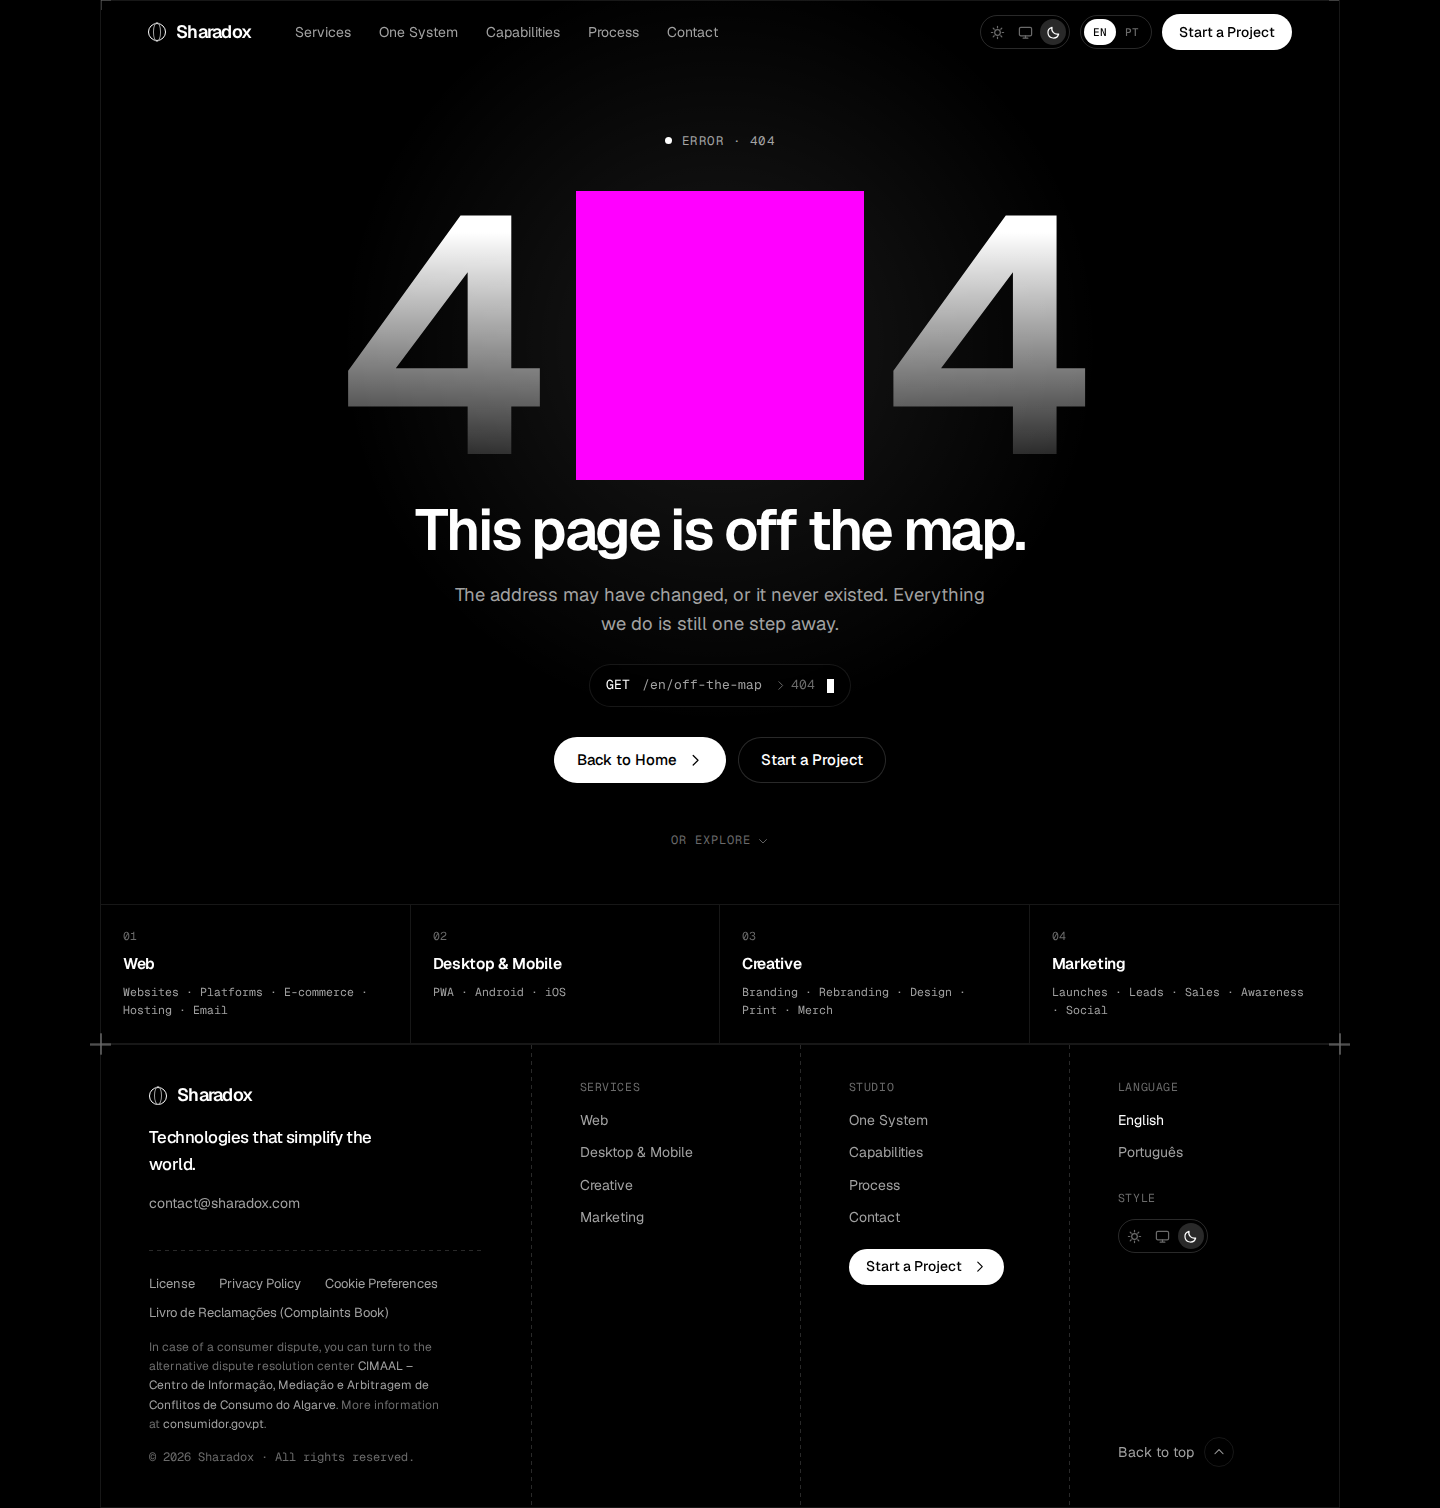 Sharadox
Services
One System
Capabilities
Process
Contact
EN
PT
Start a Project
ERROR · 404
4
4
This page is off the map.
The address may have changed, or it never existed. Everything
we do is still one step away.
GET /en/off-the-map > 404
Back to Home
Start a Project
OR EXPLORE
01
Web
Websites · Platforms · E-commerce ·
Hosting · Email
02
Desktop & Mobile
PWA · Android · iOS
03
Creative
Branding · Rebranding · Design ·
Print · Merch
04
Marketing
Launches · Leads · Sales · Awareness
· Social
Sharadox
Technologies that simplify the
world.
contact@sharadox.com
License
Privacy Policy
Cookie Preferences
Livro de Reclamações (Complaints Book)
In case of a consumer dispute, you can turn to the
alternative dispute resolution center CIMAAL –
Centro de Informação, Mediação e Arbitragem de
Conflitos de Consumo do Algarve. More information
at consumidor.gov.pt.
© 2026 Sharadox · All rights reserved.
SERVICES
Web
Desktop & Mobile
Creative
Marketing
STUDIO
One System
Capabilities
Process
Contact
Start a Project
LANGUAGE
English
Português
STYLE
Back to top